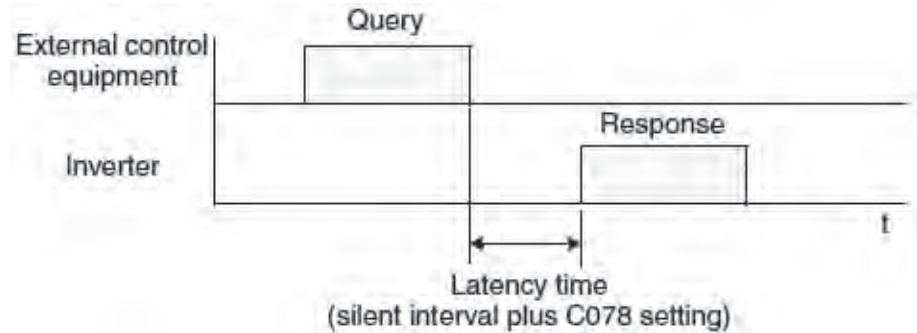 Query
External control
equipment
Response
Inverter
t
Latency time
(silent interval plus C078 setting)